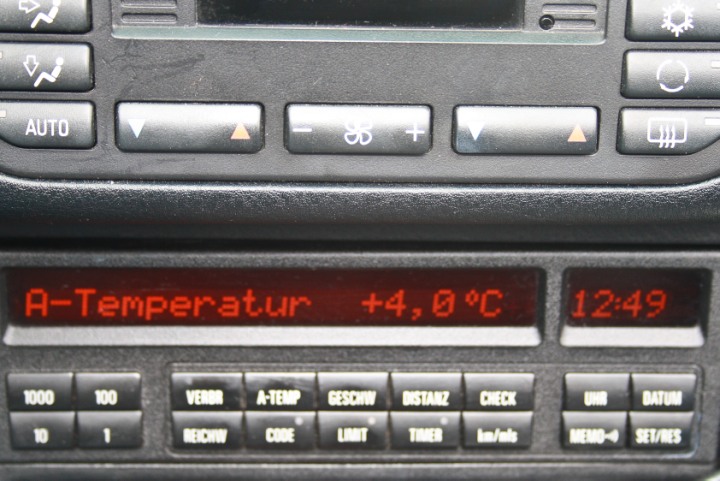 AUTO
- +
A-Temperatur +4,0°C 12:49
1000 100 VERBR A-TEMP GESCHW DISTANZ CHECK UHR DATUM
10 1 REICHW CODE LIMIT TIMER km/mls MEMO SET/RES